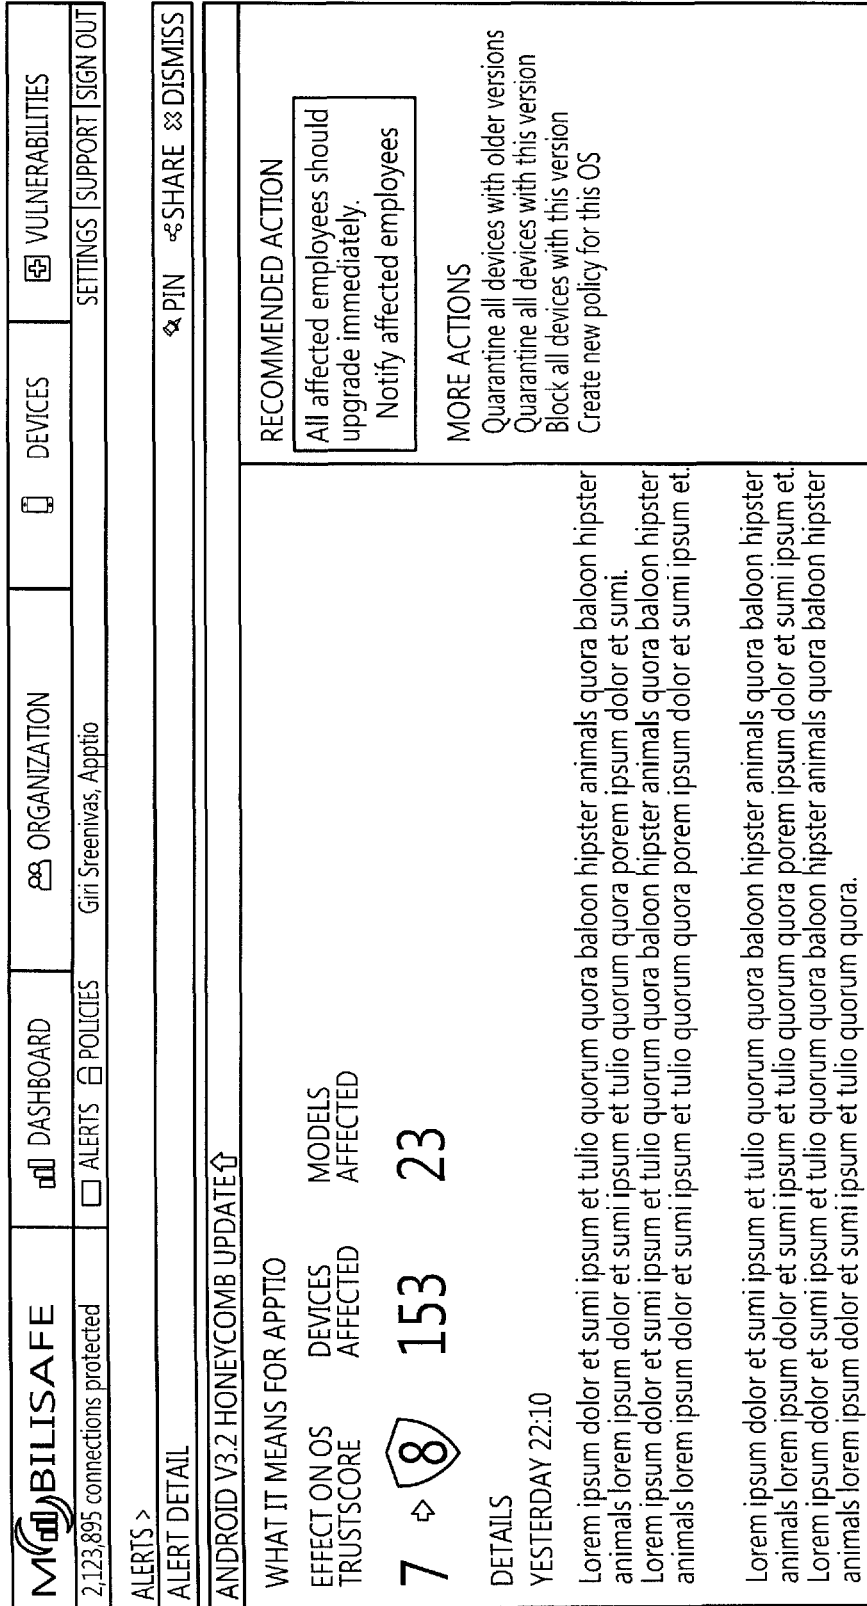 MOBILISAFE
DASHBOARD
ORGANIZATION
DEVICES
VULNERABILITIES
2,123,895 connections protected
ALERTS POLICIES
Giri Sreenivas, Apptio
SETTINGS | SUPPORT | SIGN OUT
ALERTS >
ALERT DETAIL
PIN SHARE DISMISS
ANDROID V3.2 HONEYCOMB UPDATE
WHAT IT MEANS FOR APPTIO
EFFECT ON OS
TRUSTSCORE
7 ⇨ 8
DEVICES
AFFECTED
153
MODELS
AFFECTED
23
DETAILS
YESTERDAY 22:10
Lorem ipsum dolor et sumi ipsum et tulio quorum quora baloon hipster animals quora baloon hipster
animals lorem ipsum dolor et sumi ipsum et tulio quorum quora porem ipsum dolor et sumi.
Lorem ipsum dolor et sumi ipsum et tulio quorum quora baloon hipster animals quora baloon hipster
animals lorem ipsum dolor et sumi ipsum et tulio quorum quora porem ipsum dolor et sumi ipsum et.
Lorem ipsum dolor et sumi ipsum et tulio quorum quora baloon hipster animals quora baloon hipster
animals lorem ipsum dolor et sumi ipsum et tulio quorum quora porem ipsum dolor et sumi ipsum et.
Lorem ipsum dolor et sumi ipsum et tulio quorum quora baloon hipster animals quora baloon hipster
animals lorem ipsum dolor et sumi ipsum et tulio quorum quora.
RECOMMENDED ACTION
All affected employees should
upgrade immediately.
Notify affected employees
MORE ACTIONS
Quarantine all devices with older versions
Quarantine all devices with this version
Block all devices with this version
Create new policy for this OS